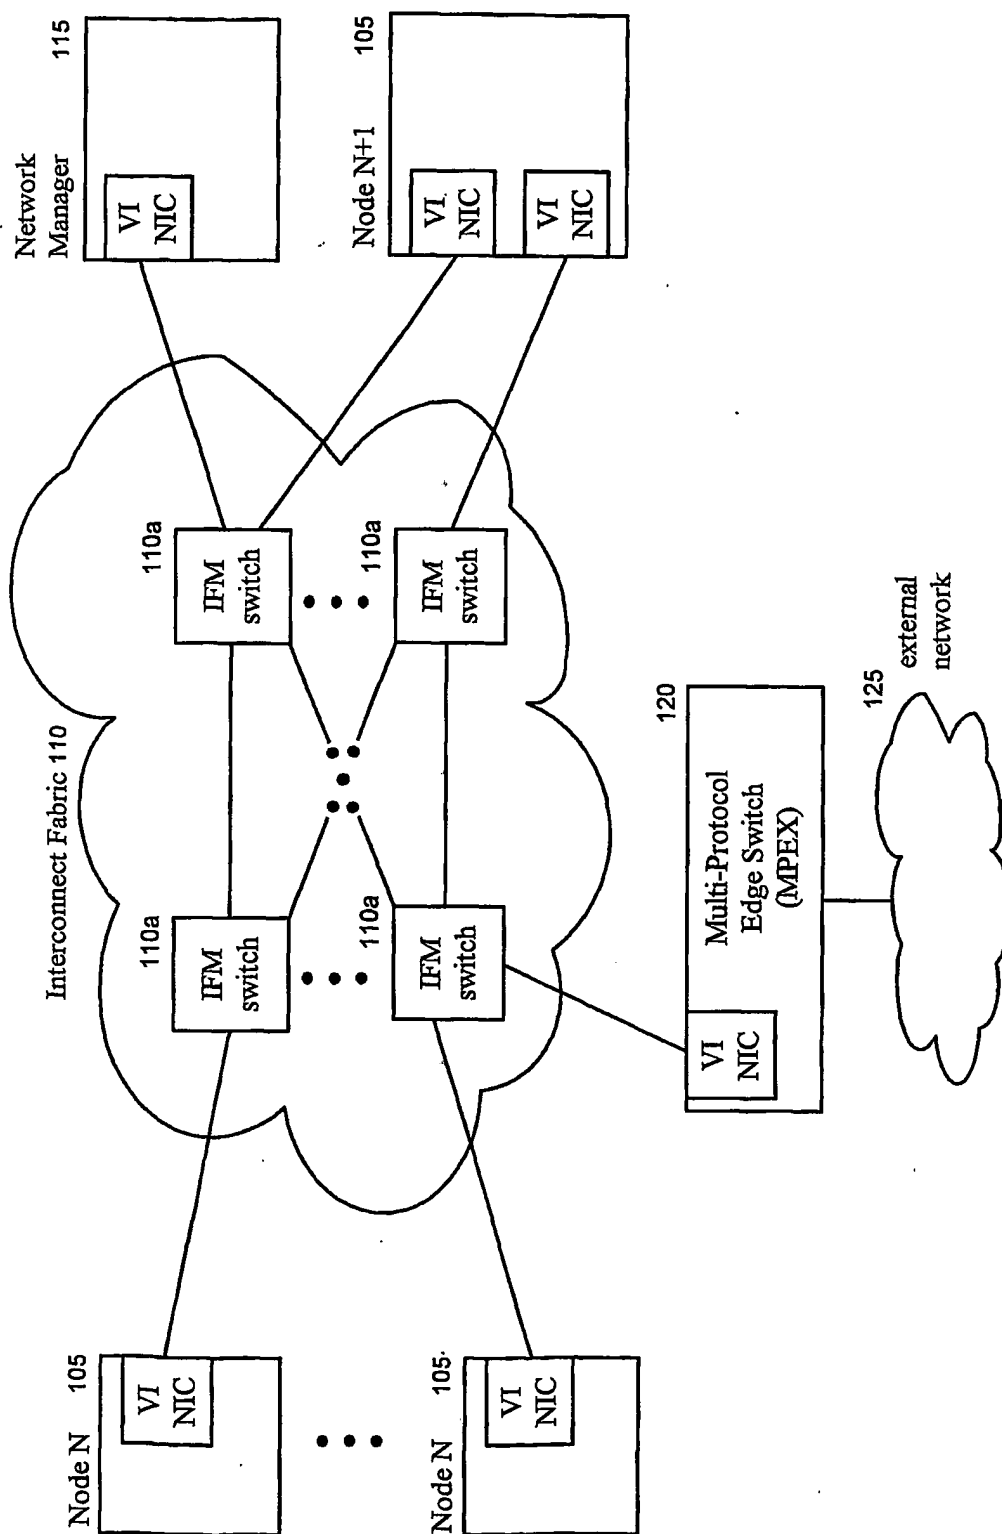 Network
Manager 115
VI
NIC
Node N+1 105
VI
NIC
VI
NIC
Interconnect Fabric 110
110a
IFM
switch
110a
IFM
switch
110a
IFM
switch
110a
IFM
switch
Node N 105
VI
NIC
Node N 105
VI
NIC
120
Multi-Protocol
Edge Switch
(MPEX)
VI
NIC
125
external
network